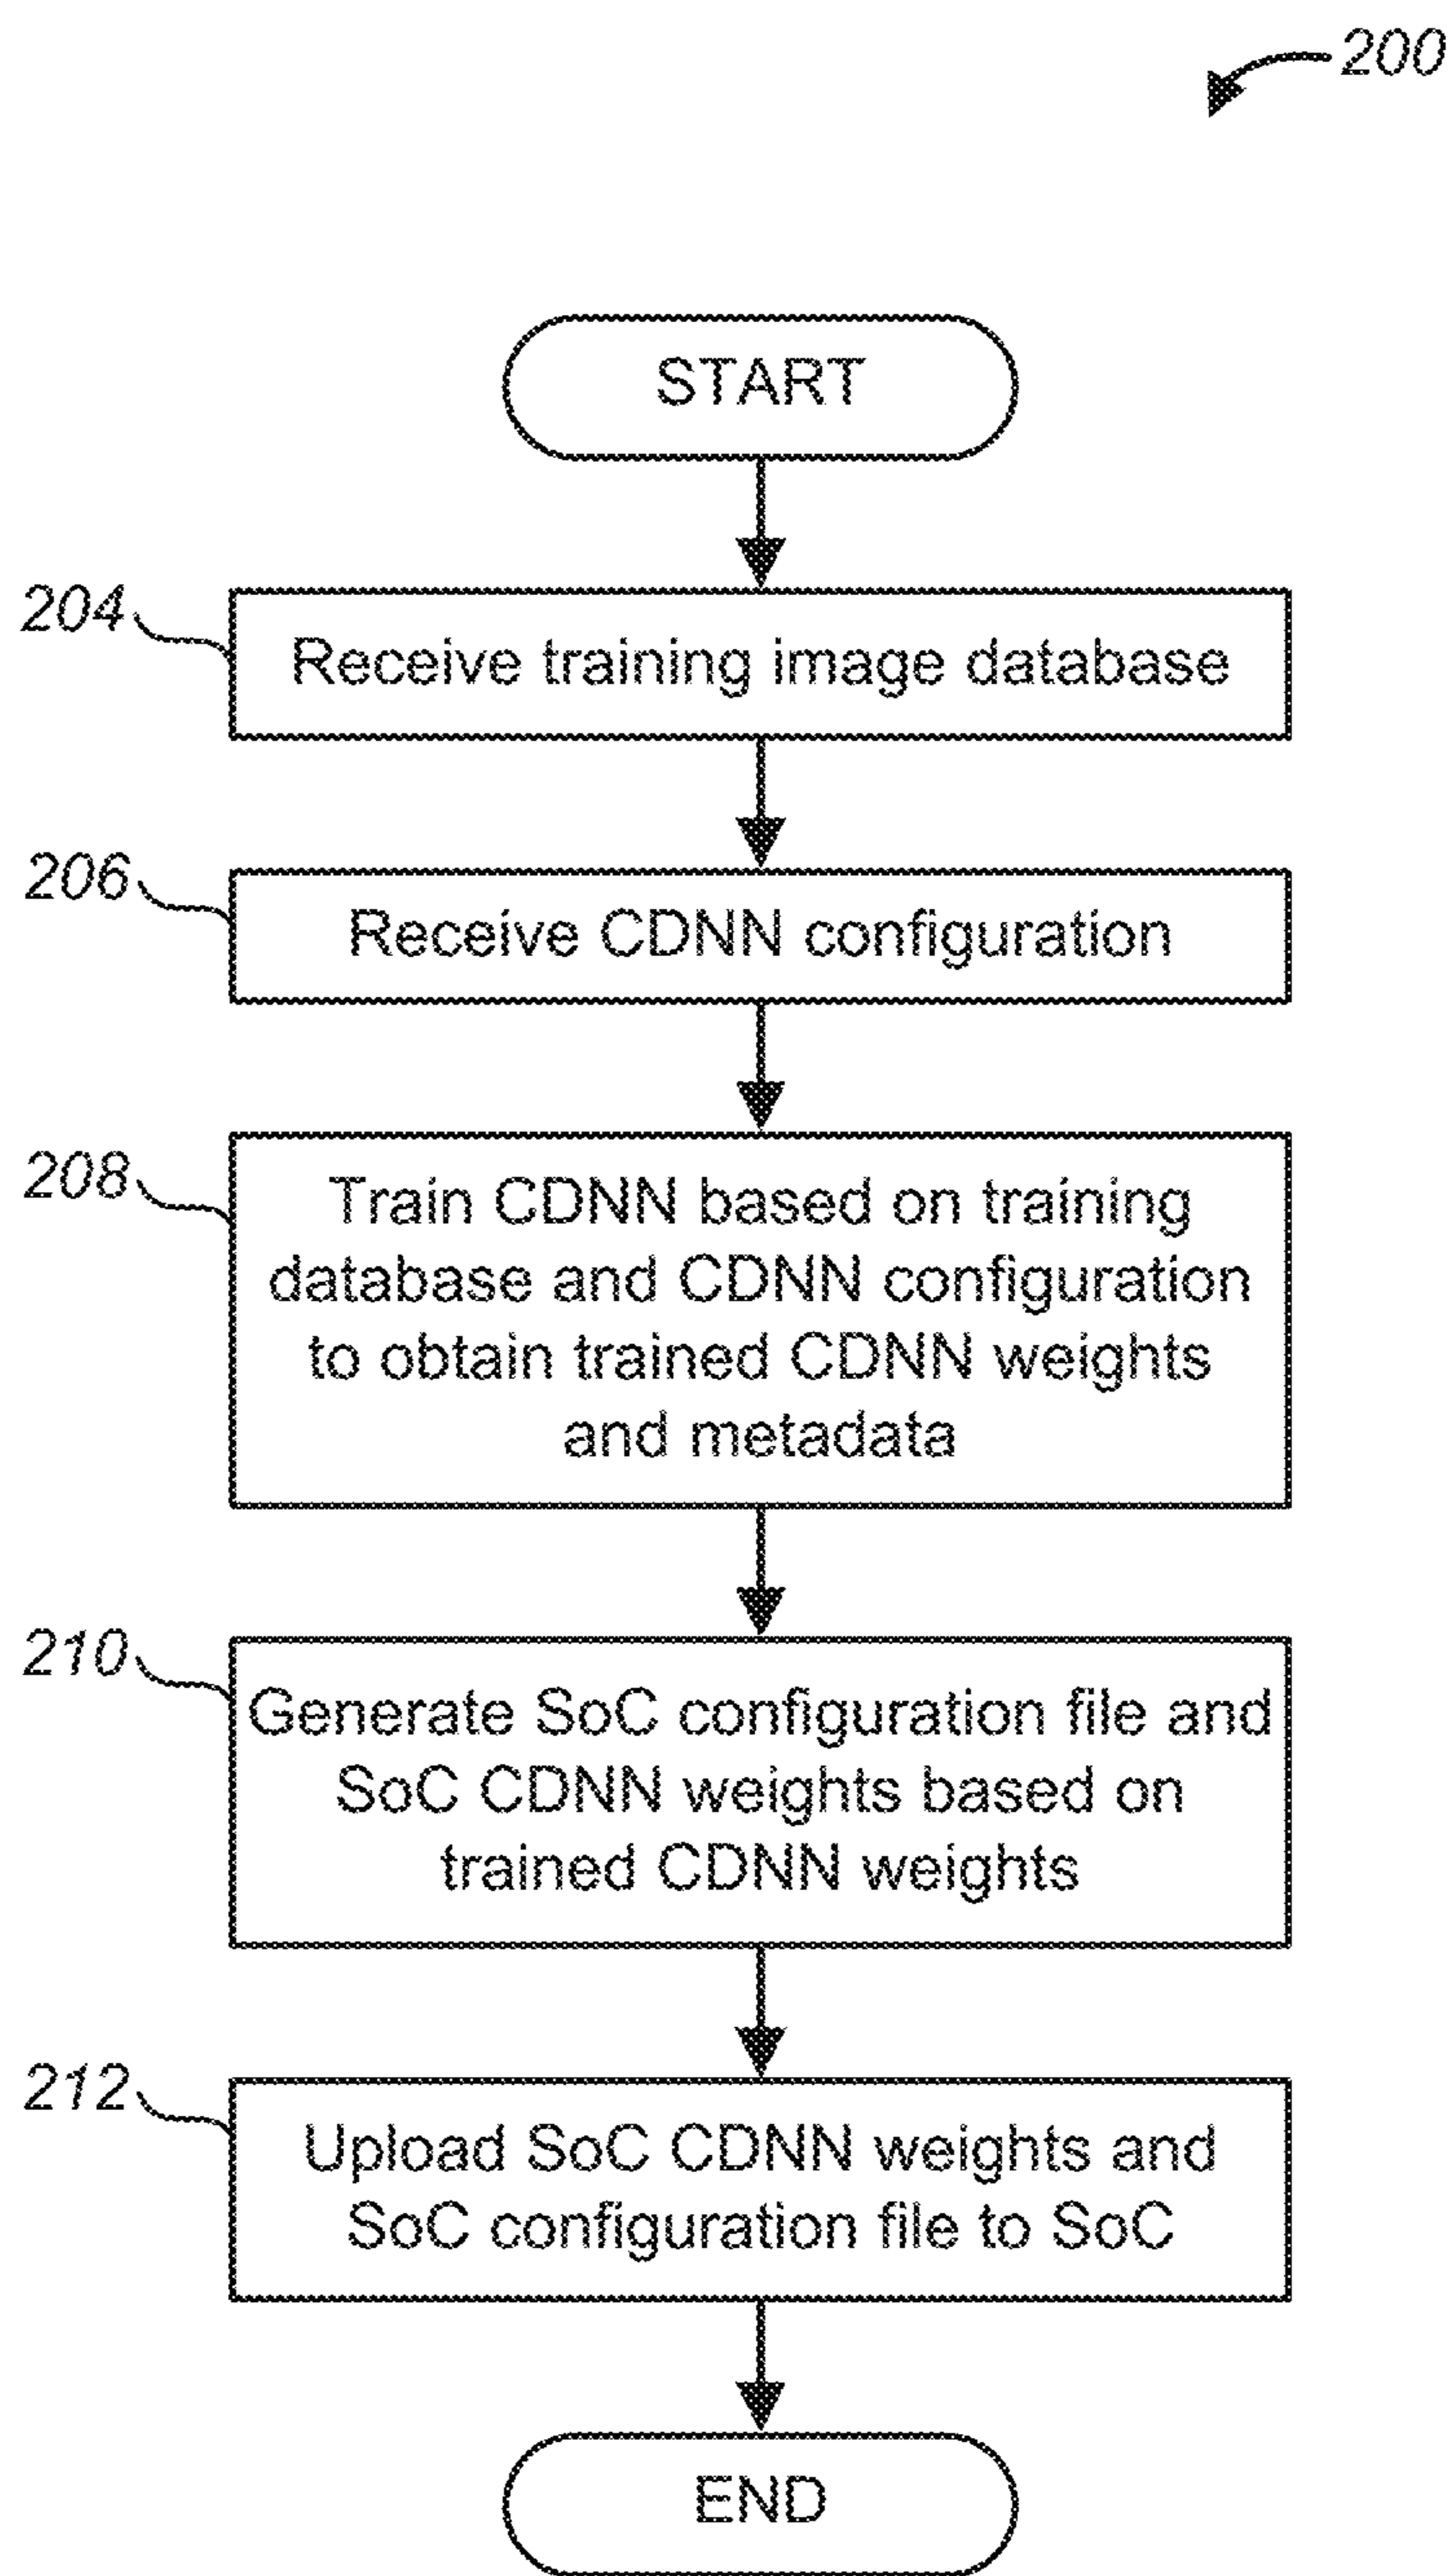 200
START
204
Receive training image database
206
Receive CDNN configuration
208
Train CDNN based on training
database and CDNN configuration
to obtain trained CDNN weights
and metadata
210
Generate SoC configuration file and
SoC CDNN weights based on
trained CDNN weights
212
Upload SoC CDNN weights and
SoC configuration file to SoC
END